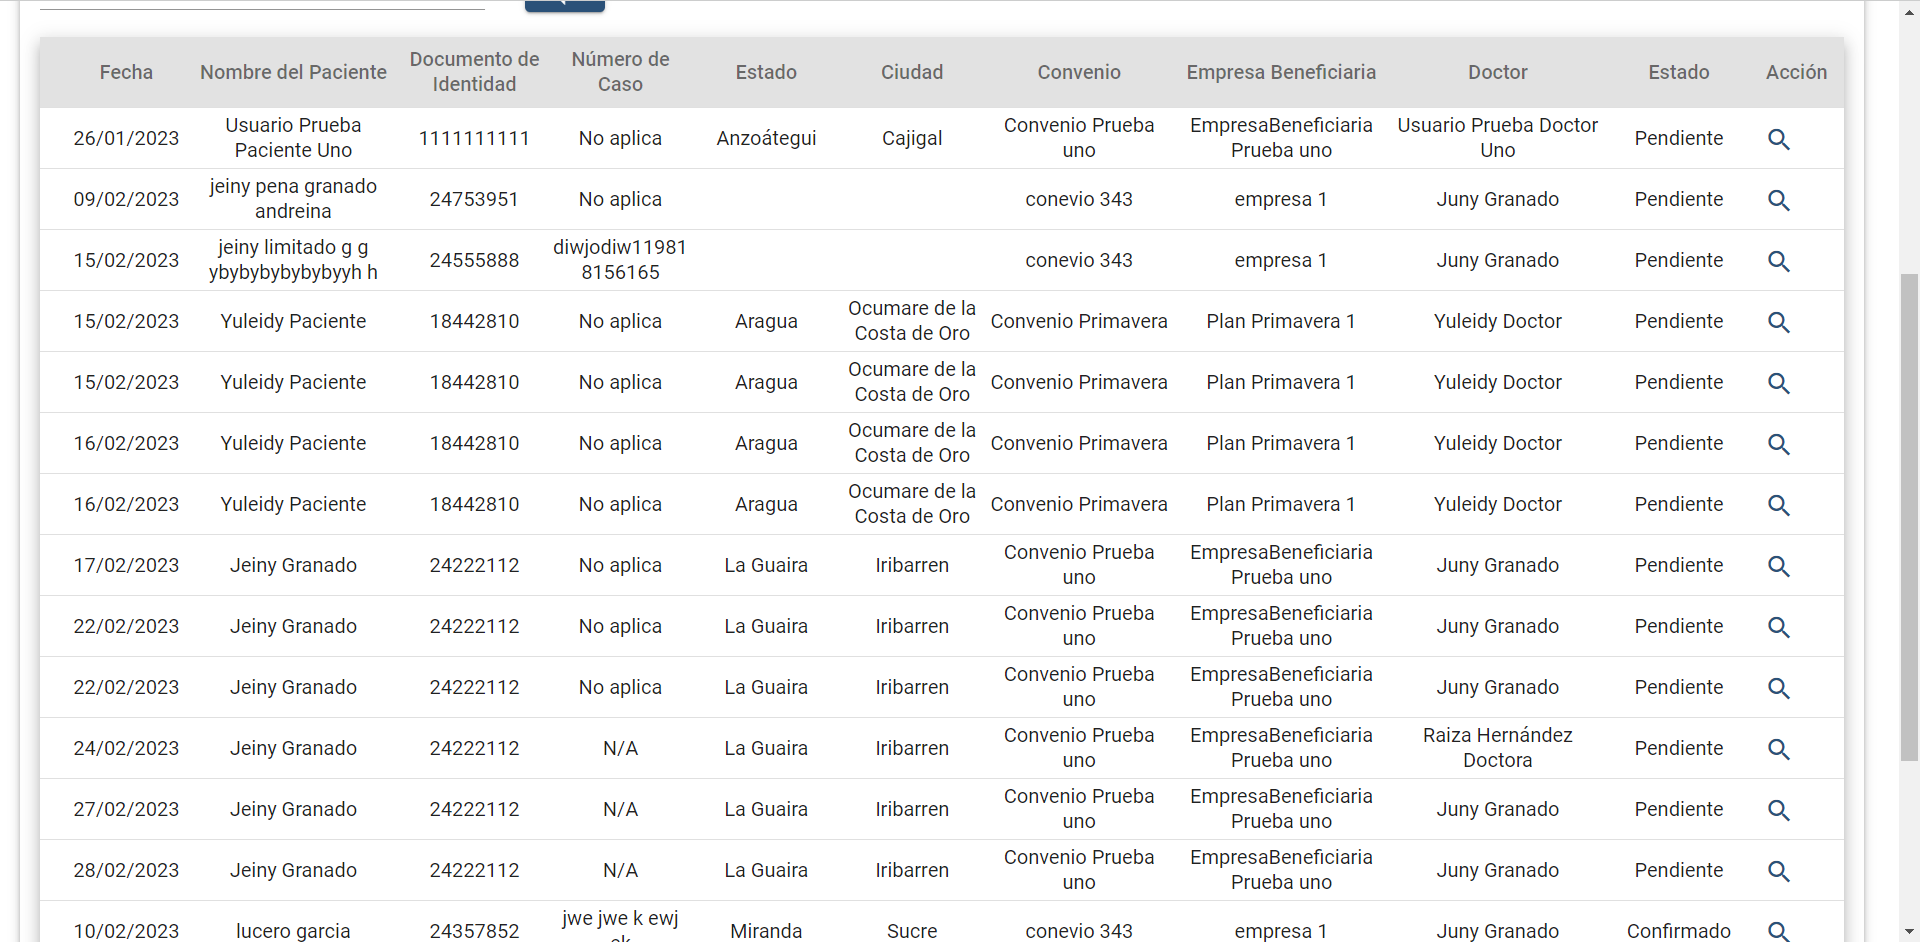 Fecha Nombre del Paciente Documento de Identidad Número de Caso Estado Ciudad Convenio Empresa Beneficiaria Doctor Estado Acción
26/01/2023 Usuario Prueba Paciente Uno 1111111111 No aplica Anzoátegui Cajigal Convenio Prueba uno EmpresaBeneficiaria Prueba uno Usuario Prueba Doctor Uno Pendiente
09/02/2023 jeiny pena granado andreina 24753951 No aplica conevio 343 empresa 1 Juny Granado Pendiente
15/02/2023 jeiny limitado g g ybybybybybybyyh h 24555888 diwjodiw11981 8156165 conevio 343 empresa 1 Juny Granado Pendiente
15/02/2023 Yuleidy Paciente 18442810 No aplica Aragua Ocumare de la Costa de Oro Convenio Primavera Plan Primavera 1 Yuleidy Doctor Pendiente
15/02/2023 Yuleidy Paciente 18442810 No aplica Aragua Ocumare de la Costa de Oro Convenio Primavera Plan Primavera 1 Yuleidy Doctor Pendiente
16/02/2023 Yuleidy Paciente 18442810 No aplica Aragua Ocumare de la Costa de Oro Convenio Primavera Plan Primavera 1 Yuleidy Doctor Pendiente
16/02/2023 Yuleidy Paciente 18442810 No aplica Aragua Ocumare de la Costa de Oro Convenio Primavera Plan Primavera 1 Yuleidy Doctor Pendiente
17/02/2023 Jeiny Granado 24222112 No aplica La Guaira Iribarren Convenio Prueba uno EmpresaBeneficiaria Prueba uno Juny Granado Pendiente
22/02/2023 Jeiny Granado 24222112 No aplica La Guaira Iribarren Convenio Prueba uno EmpresaBeneficiaria Prueba uno Juny Granado Pendiente
22/02/2023 Jeiny Granado 24222112 No aplica La Guaira Iribarren Convenio Prueba uno EmpresaBeneficiaria Prueba uno Juny Granado Pendiente
24/02/2023 Jeiny Granado 24222112 N/A La Guaira Iribarren Convenio Prueba uno EmpresaBeneficiaria Prueba uno Raiza Hernández Doctora Pendiente
27/02/2023 Jeiny Granado 24222112 N/A La Guaira Iribarren Convenio Prueba uno EmpresaBeneficiaria Prueba uno Juny Granado Pendiente
28/02/2023 Jeiny Granado 24222112 N/A La Guaira Iribarren Convenio Prueba uno EmpresaBeneficiaria Prueba uno Juny Granado Pendiente
10/02/2023 lucero garcia 24357852 jwe jwe k ewj Miranda Sucre conevio 343 empresa 1 Juny Granado Confirmado